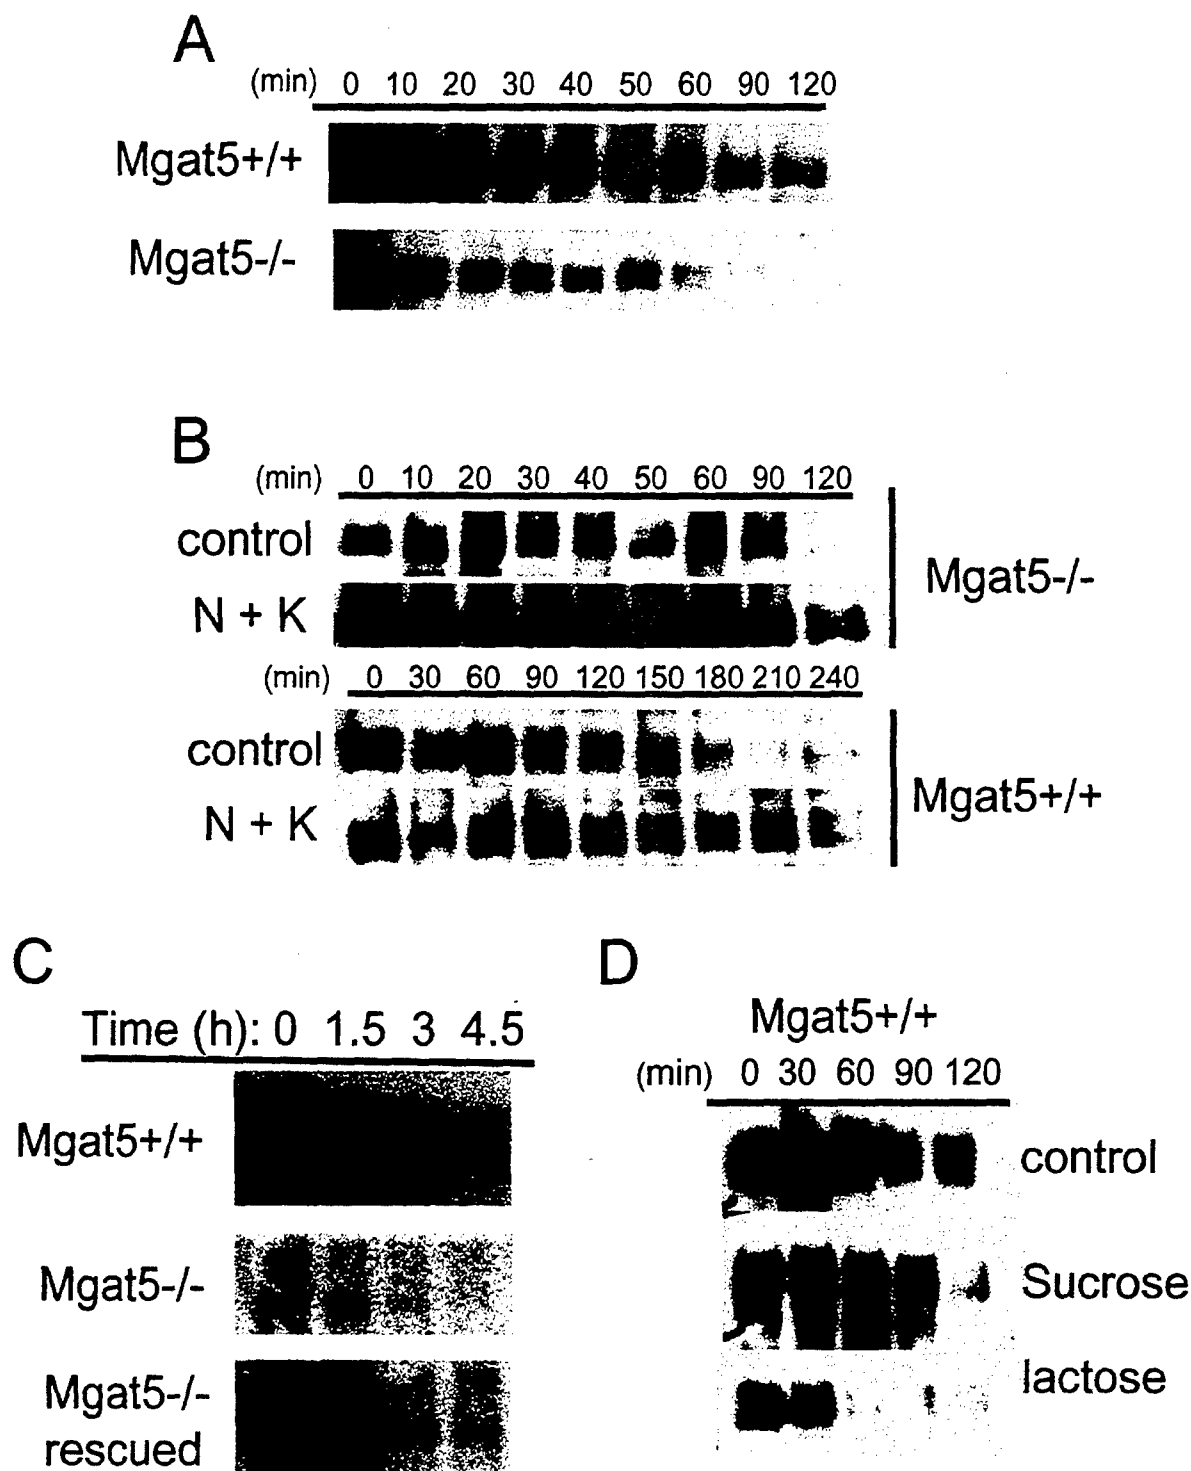 A
(min) 0 10 20 30 40 50 60 90 120
Mgat5+/+
Mgat5-/-
B
(min) 0 10 20 30 40 50 60 90 120
control
N + K
Mgat5-/-
(min) 0 30 60 90 120 150 180 210 240
control
N + K
Mgat5+/+
C
Time (h): 0 1.5 3 4.5
Mgat5+/+
Mgat5-/-
Mgat5-/-
rescued
D
Mgat5+/+
(min) 0 30 60 90 120
control
Sucrose
lactose